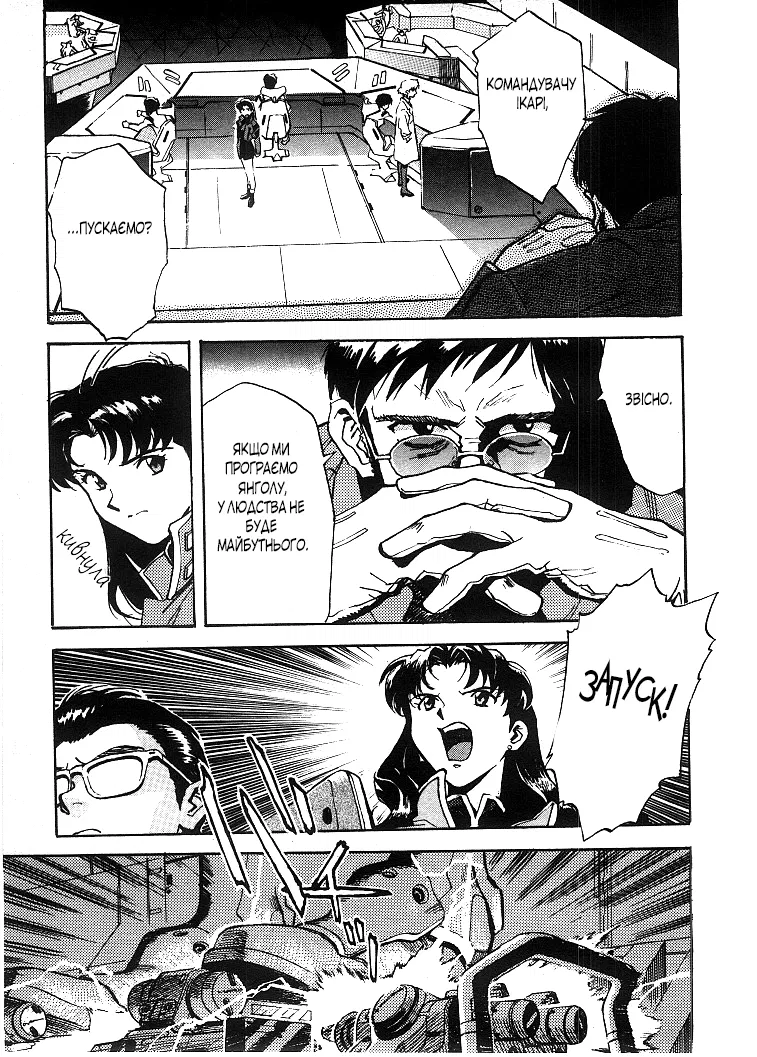 КОМАНДУВАЧУ
ІКАРІ,
...ПУСКАЄМО?
ЗВІСНО.
ЯКЩО МИ
ПРОГРАЄМО
ЯНГОЛУ,
У ЛЮДСТВА НЕ
БУДЕ
МАЙБУТНЬОГО.
кивнула
ЗАПУСК!